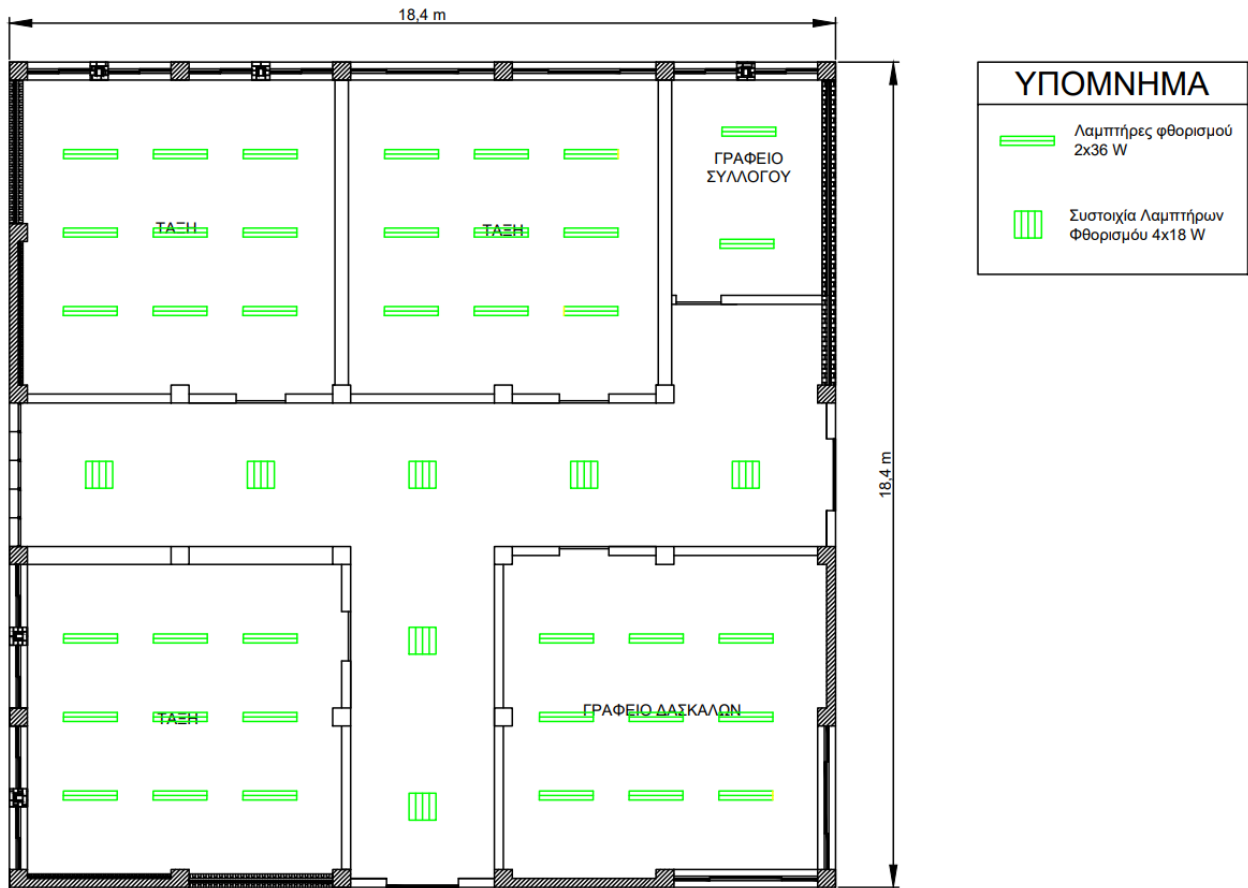 18,4 m
ΥΠΟΜΝΗΜΑ
Λαμπτήρες φθορισμού
2x36 W
Συστοιχία Λαμπτήρων
Φθορισμού 4x18 W
ΓΡΑΦΕΙΟ
ΣΥΛΛΟΓΟΥ
ΤΑΞΗ
ΤΑΞΗ
18,4 m
ΤΑΞΗ
ΓΡΑΦΕΙΟ ΔΑΣΚΑΛΩΝ